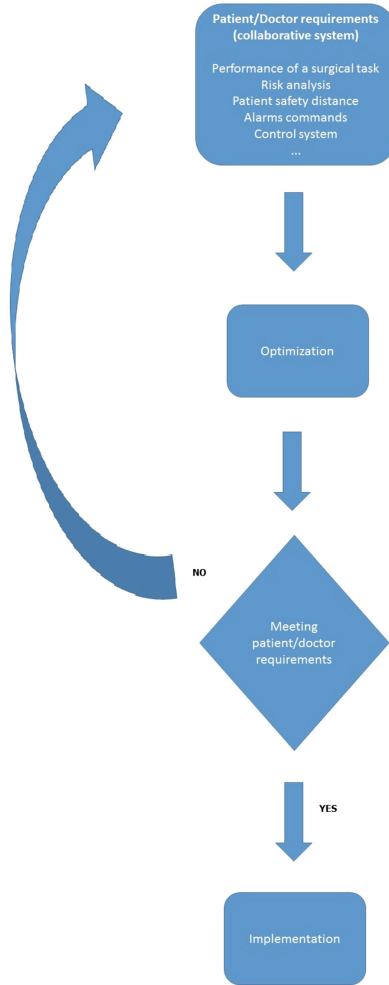 Patient/Doctor requirements
(collaborative system)
Performance of a surgical task
Risk analysis
Patient safety distance
Alarms commands
Control system
...
Optimization
NO
Meeting
patient/doctor
requirements
YES
Implementation